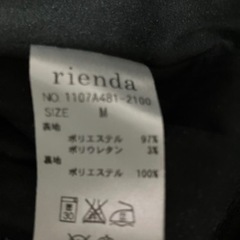 rienda
NO 1107A481-2100
SIZE M
表地
ポリエステル 97%
ポリウレタン 3%
裏地
ポリエステル 100%
30